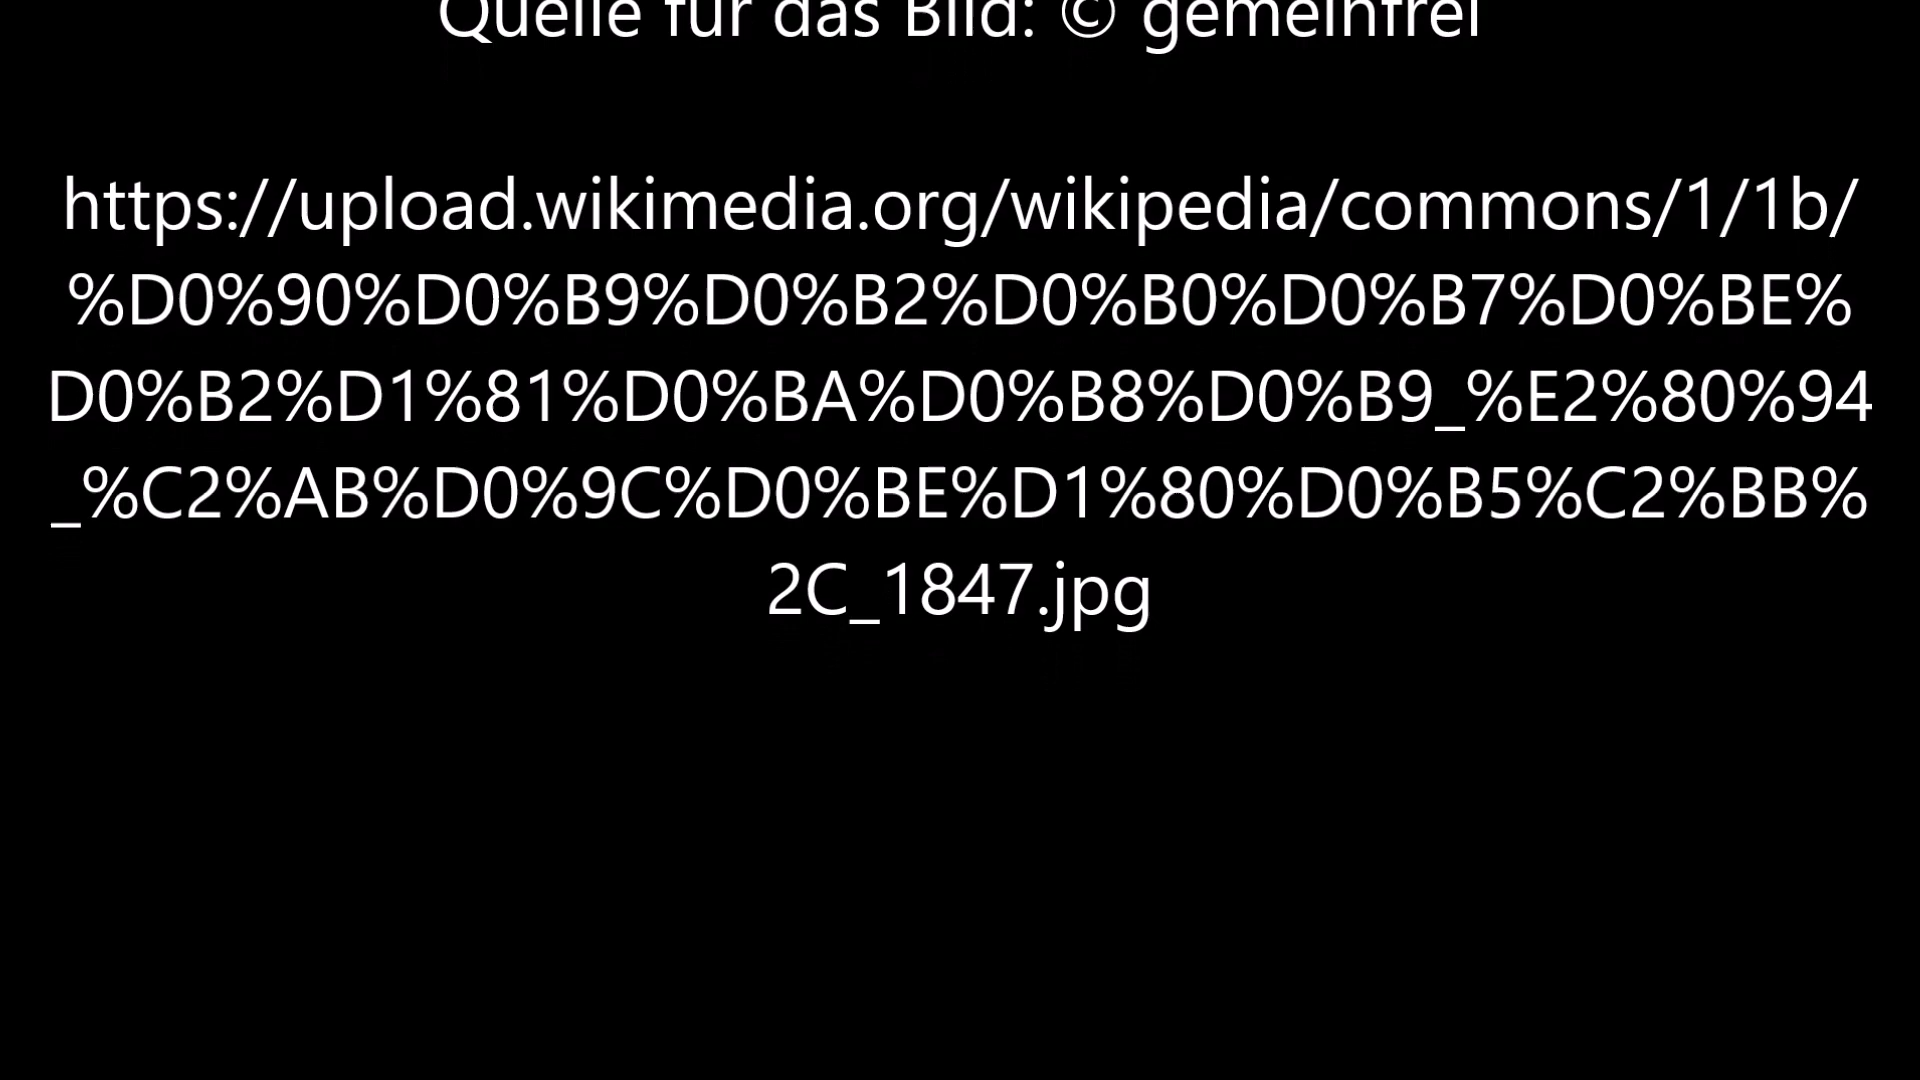 Quelle für das Bild: © gemeinfrei
https://upload.wikimedia.org/wikipedia/commons/1/1b/
%D0%90%D0%B9%D0%B2%D0%B0%D0%B7%D0%BE%
D0%B2%D1%81%D0%BA%D0%B8%D0%B9_%E2%80%94
_%C2%AB%D0%9C%D0%BE%D1%80%D0%B5%C2%BB%
2C_1847.jpg